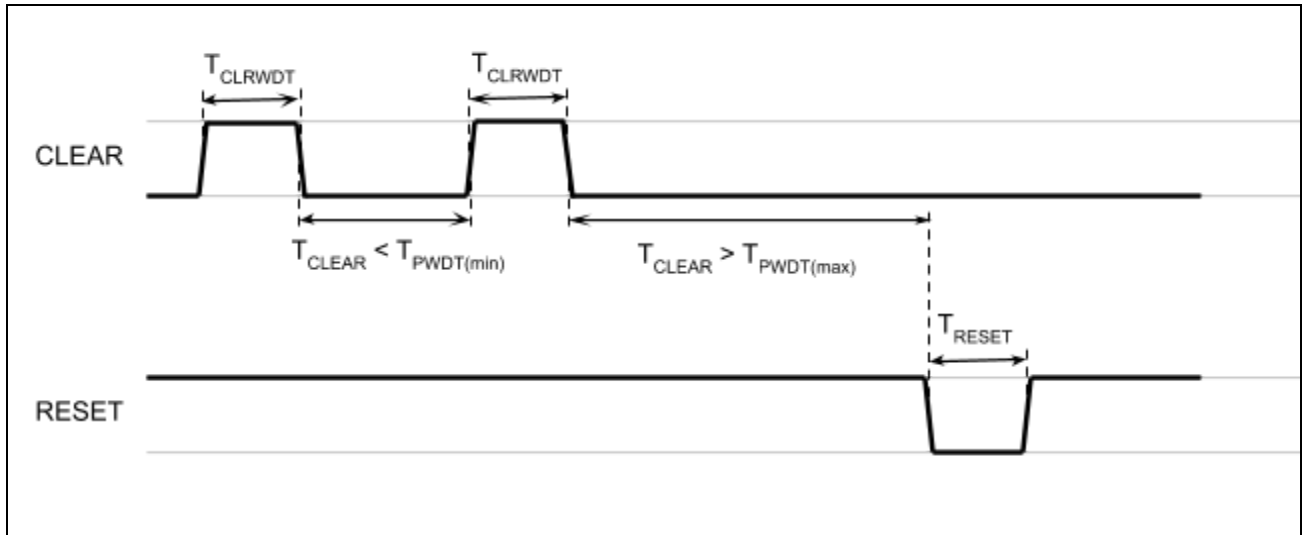 TCLRWDT TCLRWDT
CLEAR
TCLEAR < TPWDT(min) TCLEAR > TPWDT(max)
TRESET
RESET